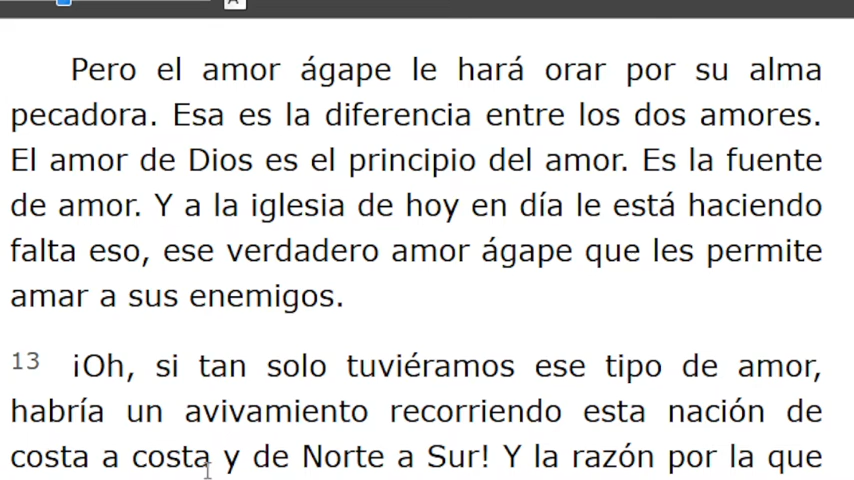 Pero el amor ágape le hará orar por su alma
pecadora. Esa es la diferencia entre los dos amores.
El amor de Dios es el principio del amor. Es la fuente
de amor. Y a la iglesia de hoy en día le está haciendo
falta eso, ese verdadero amor ágape que les permite
amar a sus enemigos.
13 ¡Oh, si tan solo tuviéramos ese tipo de amor,
habría un avivamiento recorriendo esta nación de
costa a costa y de Norte a Sur! Y la razón por la que